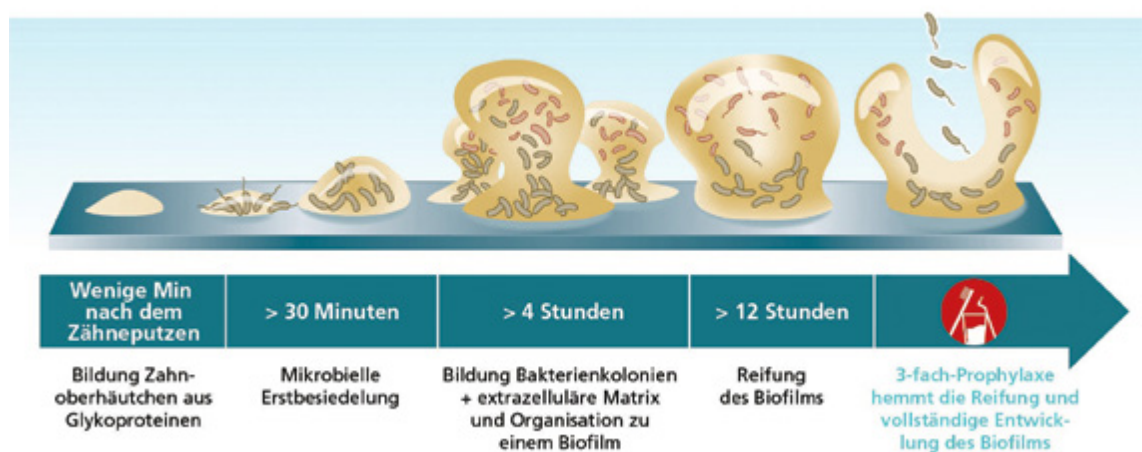 Wenige Min
nach dem
Zähneputzen
> 30 Minuten
> 4 Stunden
> 12 Stunden
Bildung Zahn-
oberhäutchen aus
Glykoproteinen
Mikrobielle
Erstbesiedelung
Bildung Bakterienkolonien
+ extrazelluläre Matrix
und Organisation zu
einem Biofilm
Reifung
des Biofilms
3-fach-Prophylaxe
hemmt die Reifung und
vollständige Entwick-
lung des Biofilms